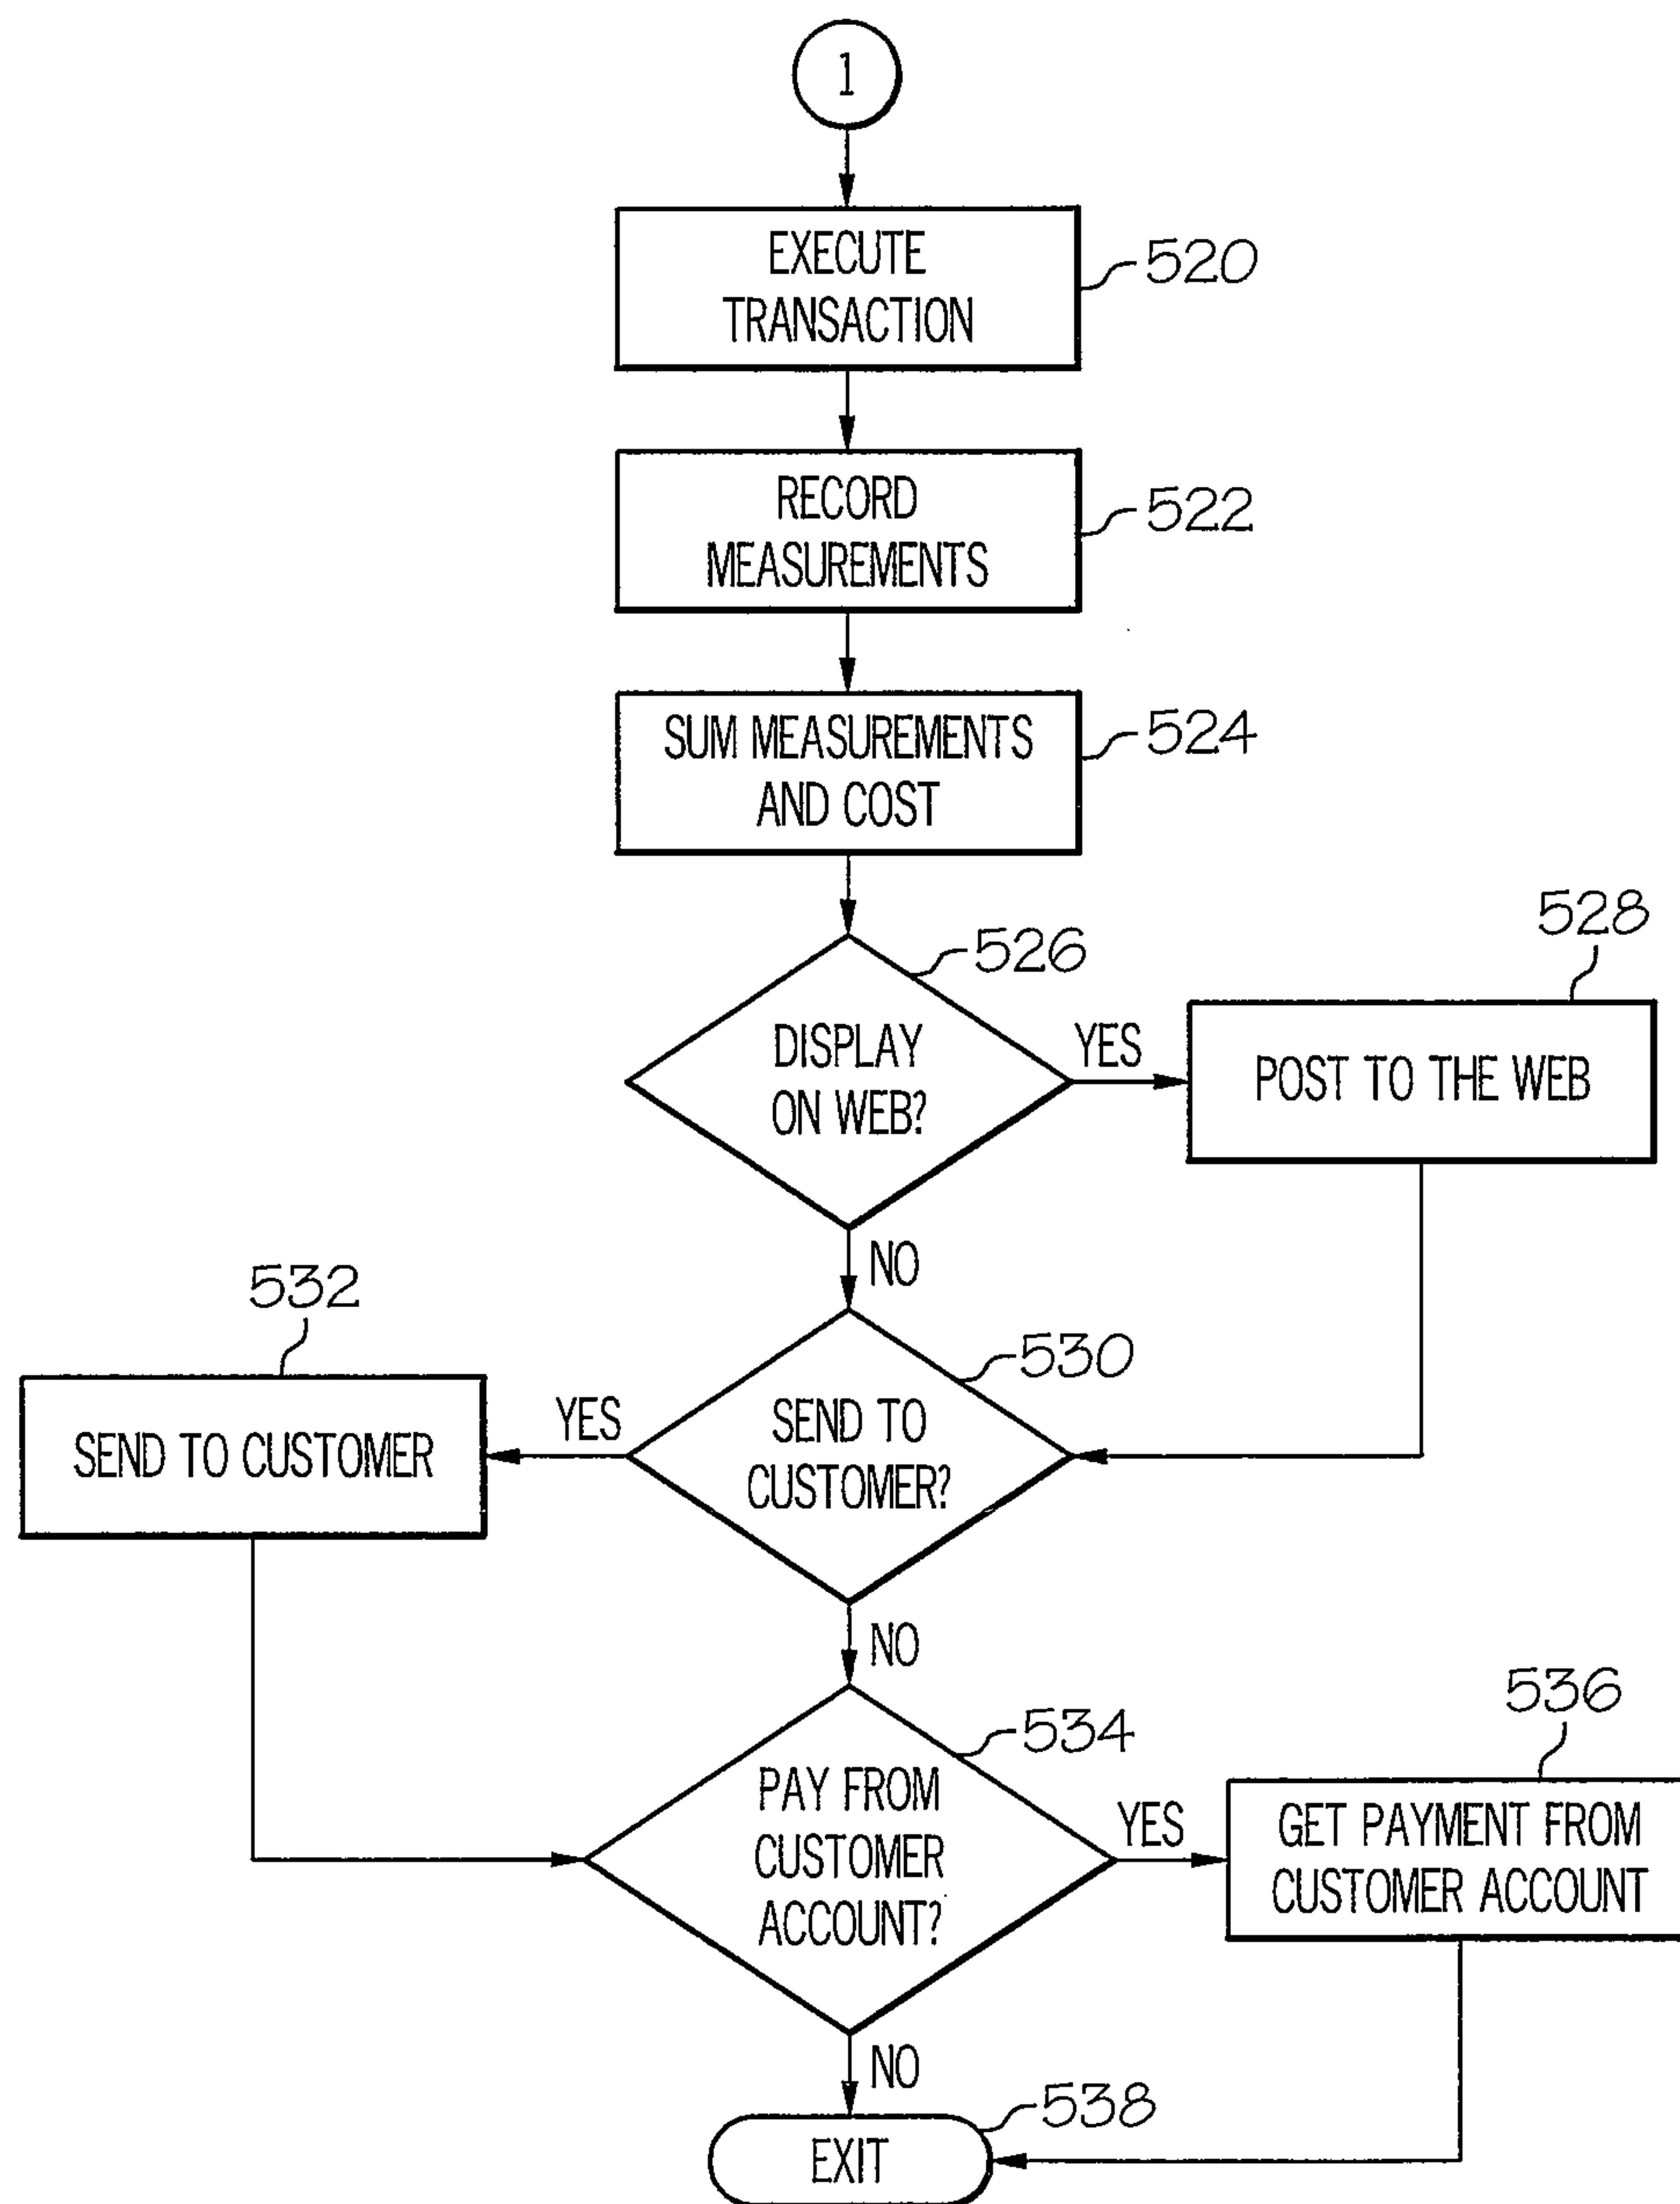 1
EXECUTE
TRANSACTION
520
RECORD
MEASUREMENTS
522
SUM MEASUREMENTS
AND COST
524
526
528
DISPLAY
ON WEB?
YES
POST TO THE WEB
NO
532
530
SEND TO CUSTOMER
YES
SEND TO
CUSTOMER?
NO
534
536
PAY FROM
CUSTOMER
ACCOUNT?
YES
GET PAYMENT FROM
CUSTOMER ACCOUNT
NO
538
EXIT